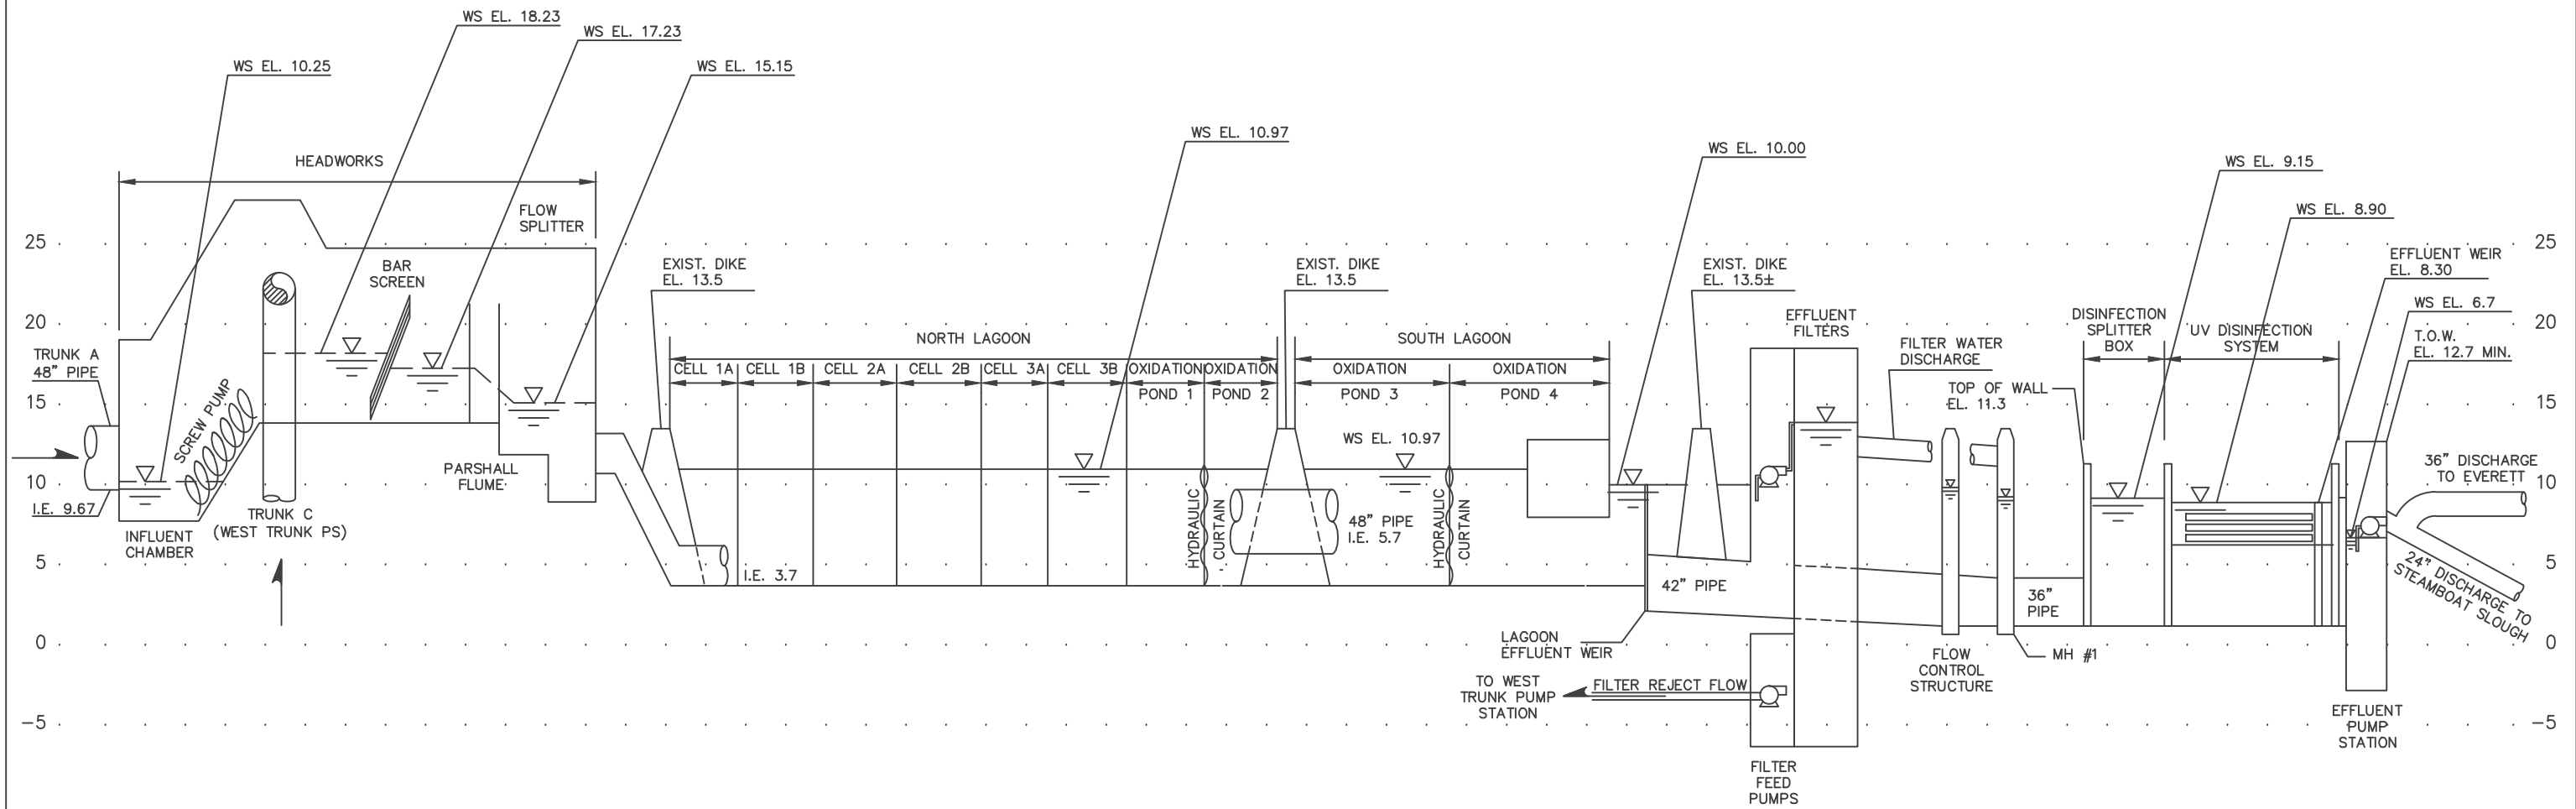 WS EL. 18.23
WS EL. 17.23
WS EL. 10.25
WS EL. 15.15
WS EL. 10.97
WS EL. 10.00
WS EL. 9.15
WS EL. 8.90
HEADWORKS
FLOW
SPLITTER
25
25
BAR
SCREEN
EXIST. DIKE
EL. 13.5
EXIST. DIKE
EL. 13.5
EXIST. DIKE
EL. 13.5±
EFFLUENT WEIR
EL. 8.30
WS EL. 6.7
T.O.W.
EL. 12.7 MIN.
20
20
EFFLUENT
FILTERS
DISINFECTION
SPLITTER
BOX
UV DISINFECTION
SYSTEM
NORTH LAGOON
SOUTH LAGOON
FILTER WATER
DISCHARGE
TRUNK A
48" PIPE
CELL 1A
CELL 1B
CELL 2A
CELL 2B
CELL 3A
CELL 3B
OXIDATION
POND 1
OXIDATION
POND 2
OXIDATION
POND 3
OXIDATION
POND 4
TOP OF WALL
EL. 11.3
15
15
SCREW PUMP
WS EL. 10.97
PARSHALL
FLUME
36" DISCHARGE
TO EVERETT
10
10
I.E. 9.67
TRUNK C
(WEST TRUNK PS)
INFLUENT
CHAMBER
HYDRAULIC
CURTAIN
48" PIPE
I.E. 5.7
HYDRAULIC
CURTAIN
5
5
I.E. 3.7
42" PIPE
36"
PIPE
24" DISCHARGE TO
STEAMBOAT SLOUGH
0
0
LAGOON
EFFLUENT WEIR
FLOW
CONTROL
STRUCTURE
MH #1
TO WEST
TRUNK PUMP
STATION
FILTER REJECT FLOW
-5
-5
EFFLUENT
PUMP
STATION
FILTER
FEED
PUMPS